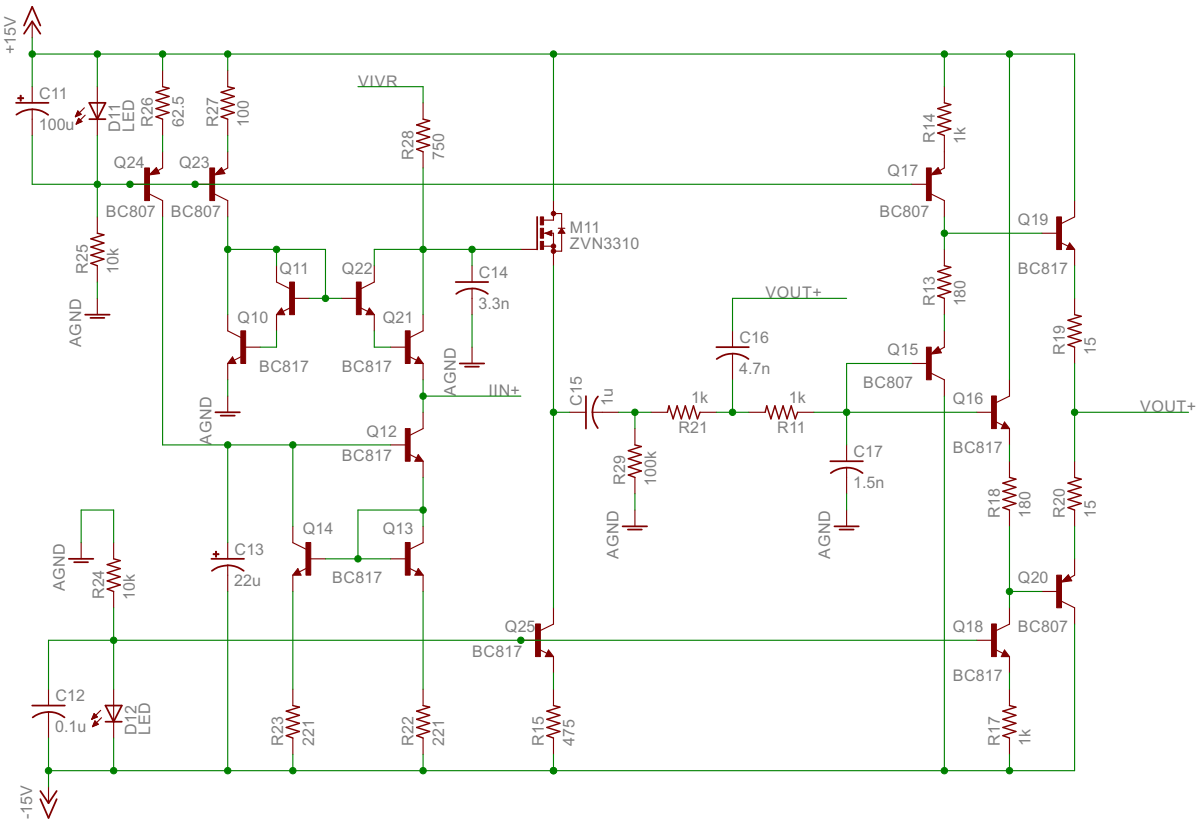 +15V
C11
100u
D11
LED
R26
62.5
R27
100
VIVR
R28
750
R14
1k
Q24
BC807
Q23
BC807
Q17
BC807
R25
10k
AGND
Q11
Q22
M11
ZVN3310
Q19
BC817
C14
3.3n
AGND
R13
180
Q10
BC817
Q21
BC817
VOUT+
C16
4.7n
R19
15
Q15
BC807
AGND
IIN+
C15
1u
1k
R21
1k
R11
Q16
BC817
VOUT+
Q12
BC817
R29
100k
AGND
C17
1.5n
AGND
R18
180
R20
15
AGND
R24
10k
C13
22u
Q14
Q13
BC817
Q20
BC807
Q25
BC817
Q18
BC817
C12
0.1u
D12
LED
R23
221
R22
221
R15
475
R17
1k
-15V